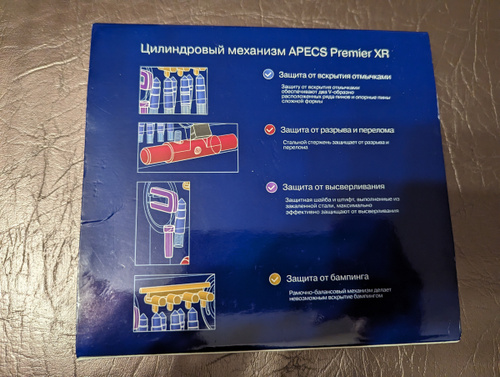 Цилиндровый механизм APECS Premier XR
Защита от вскрытия отмычками
Защиту от вскрытия отмычками
обеспечивают два V-образно
расположенных ряда пинов и опорные пины
сложной формы
Защита от разрыва и перелома
Стальной стержень защищает от разрыва и
перелома
Защита от высверливания
Защитная шайба и штифт, выполненные из
закаленной стали, максимально
эффективно защищают от высверливания
Защита от бампинга
Рамочно-балансовый механизм делает
невозможным вскрытие бампингом